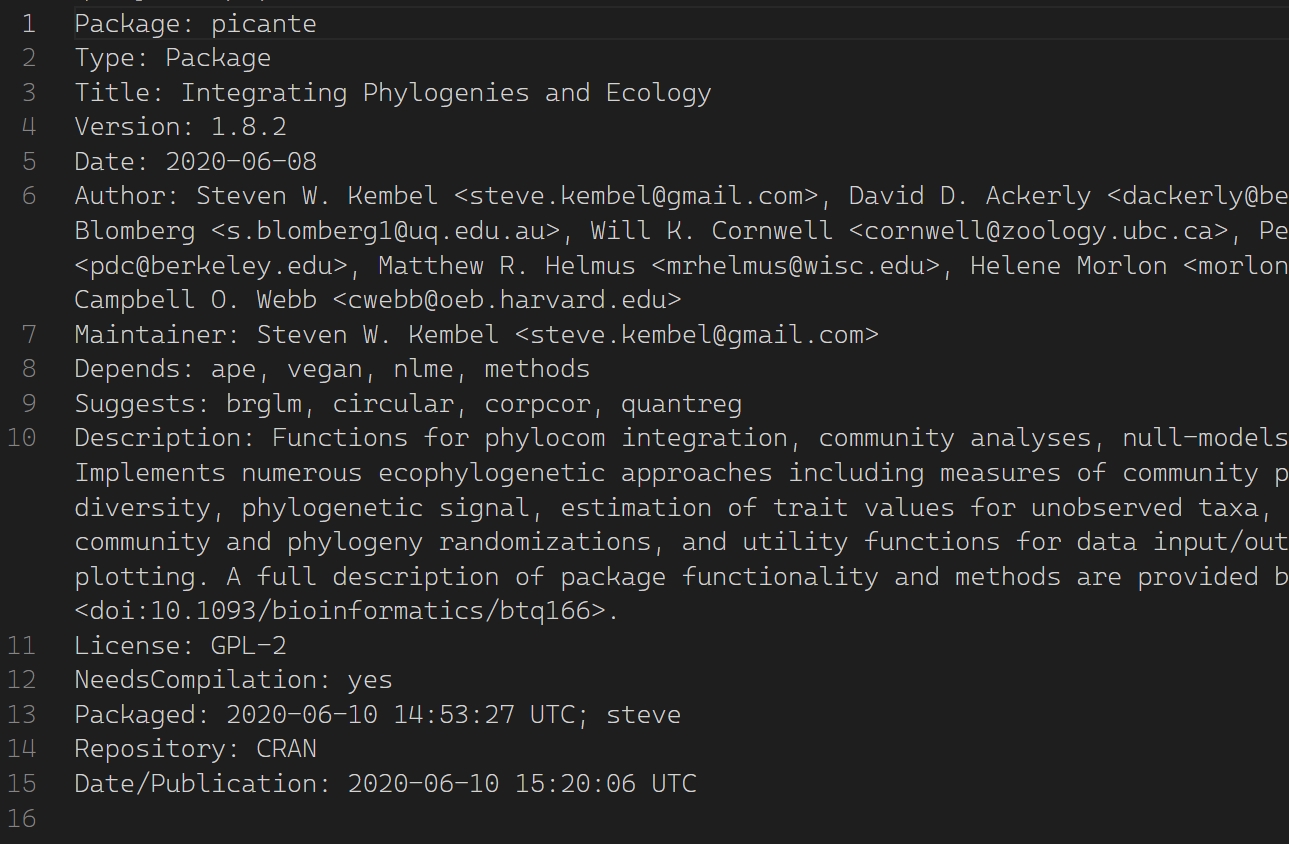 1 Package: picante
2 Type: Package
3 Title: Integrating Phylogenies and Ecology
4 Version: 1.8.2
5 Date: 2020-06-08
6 Author: Steven W. Kembel <steve.kembel@gmail.com>, David D. Ackerly <dackerly@be
Blomberg <s.blomberg1@uq.edu.au>, Will K. Cornwell <cornwell@zoology.ubc.ca>, Pe
<pdc@berkeley.edu>, Matthew R. Helmus <mrhelmus@wisc.edu>, Helene Morlon <morlon
Campbell O. Webb <cwebb@oeb.harvard.edu>
7 Maintainer: Steven W. Kembel <steve.kembel@gmail.com>
8 Depends: ape, vegan, nlme, methods
9 Suggests: brglm, circular, corpcor, quantreg
10 Description: Functions for phylocom integration, community analyses, null-models
Implements numerous ecophylogenetic approaches including measures of community p
diversity, phylogenetic signal, estimation of trait values for unobserved taxa,
community and phylogeny randomizations, and utility functions for data input/out
plotting. A full description of package functionality and methods are provided b
<doi:10.1093/bioinformatics/btq166>.
11 License: GPL-2
12 NeedsCompilation: yes
13 Packaged: 2020-06-10 14:53:27 UTC; steve
14 Repository: CRAN
15 Date/Publication: 2020-06-10 15:20:06 UTC
16